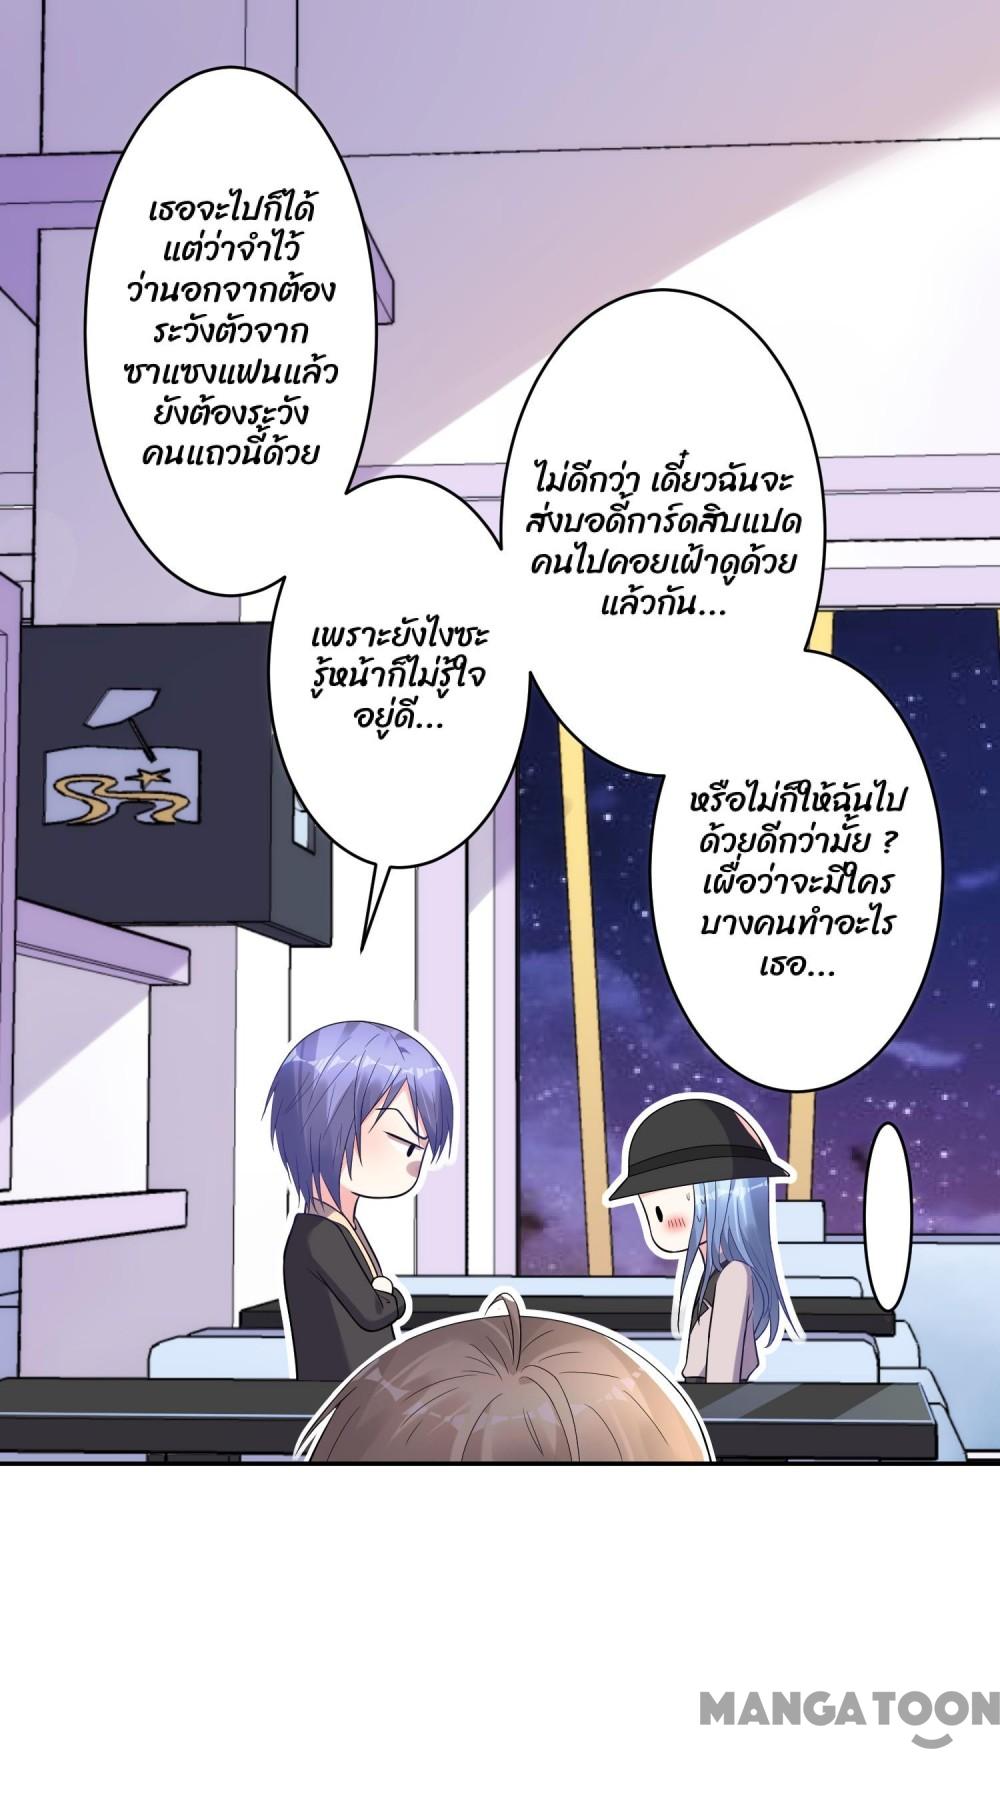 เธอจะไปก็ได้
แต่ว่าจำไว้
ว่านอกจากต้อง
ระวังตัวจาก
ซาแซงแฟนแล้ว
ยังต้องระวัง
คนแถวนี้ด้วย
เพราะยังไงซะ
รู้หน้าก็ไม่รู้ใจ
อยู่ดี...
ไม่ดีกว่า เดี๋ยวฉันจะ
ส่งบอดี้การ์ดสิบแปด
คนไปคอยเฝ้าดูด้วย
แล้วกัน...
หรือไม่ก็ให้ฉันไป
ด้วยดีกว่ามั้ย ?
เผื่อว่าจะมีใคร
บางคนทำอะไร
เธอ...
MANGATOON